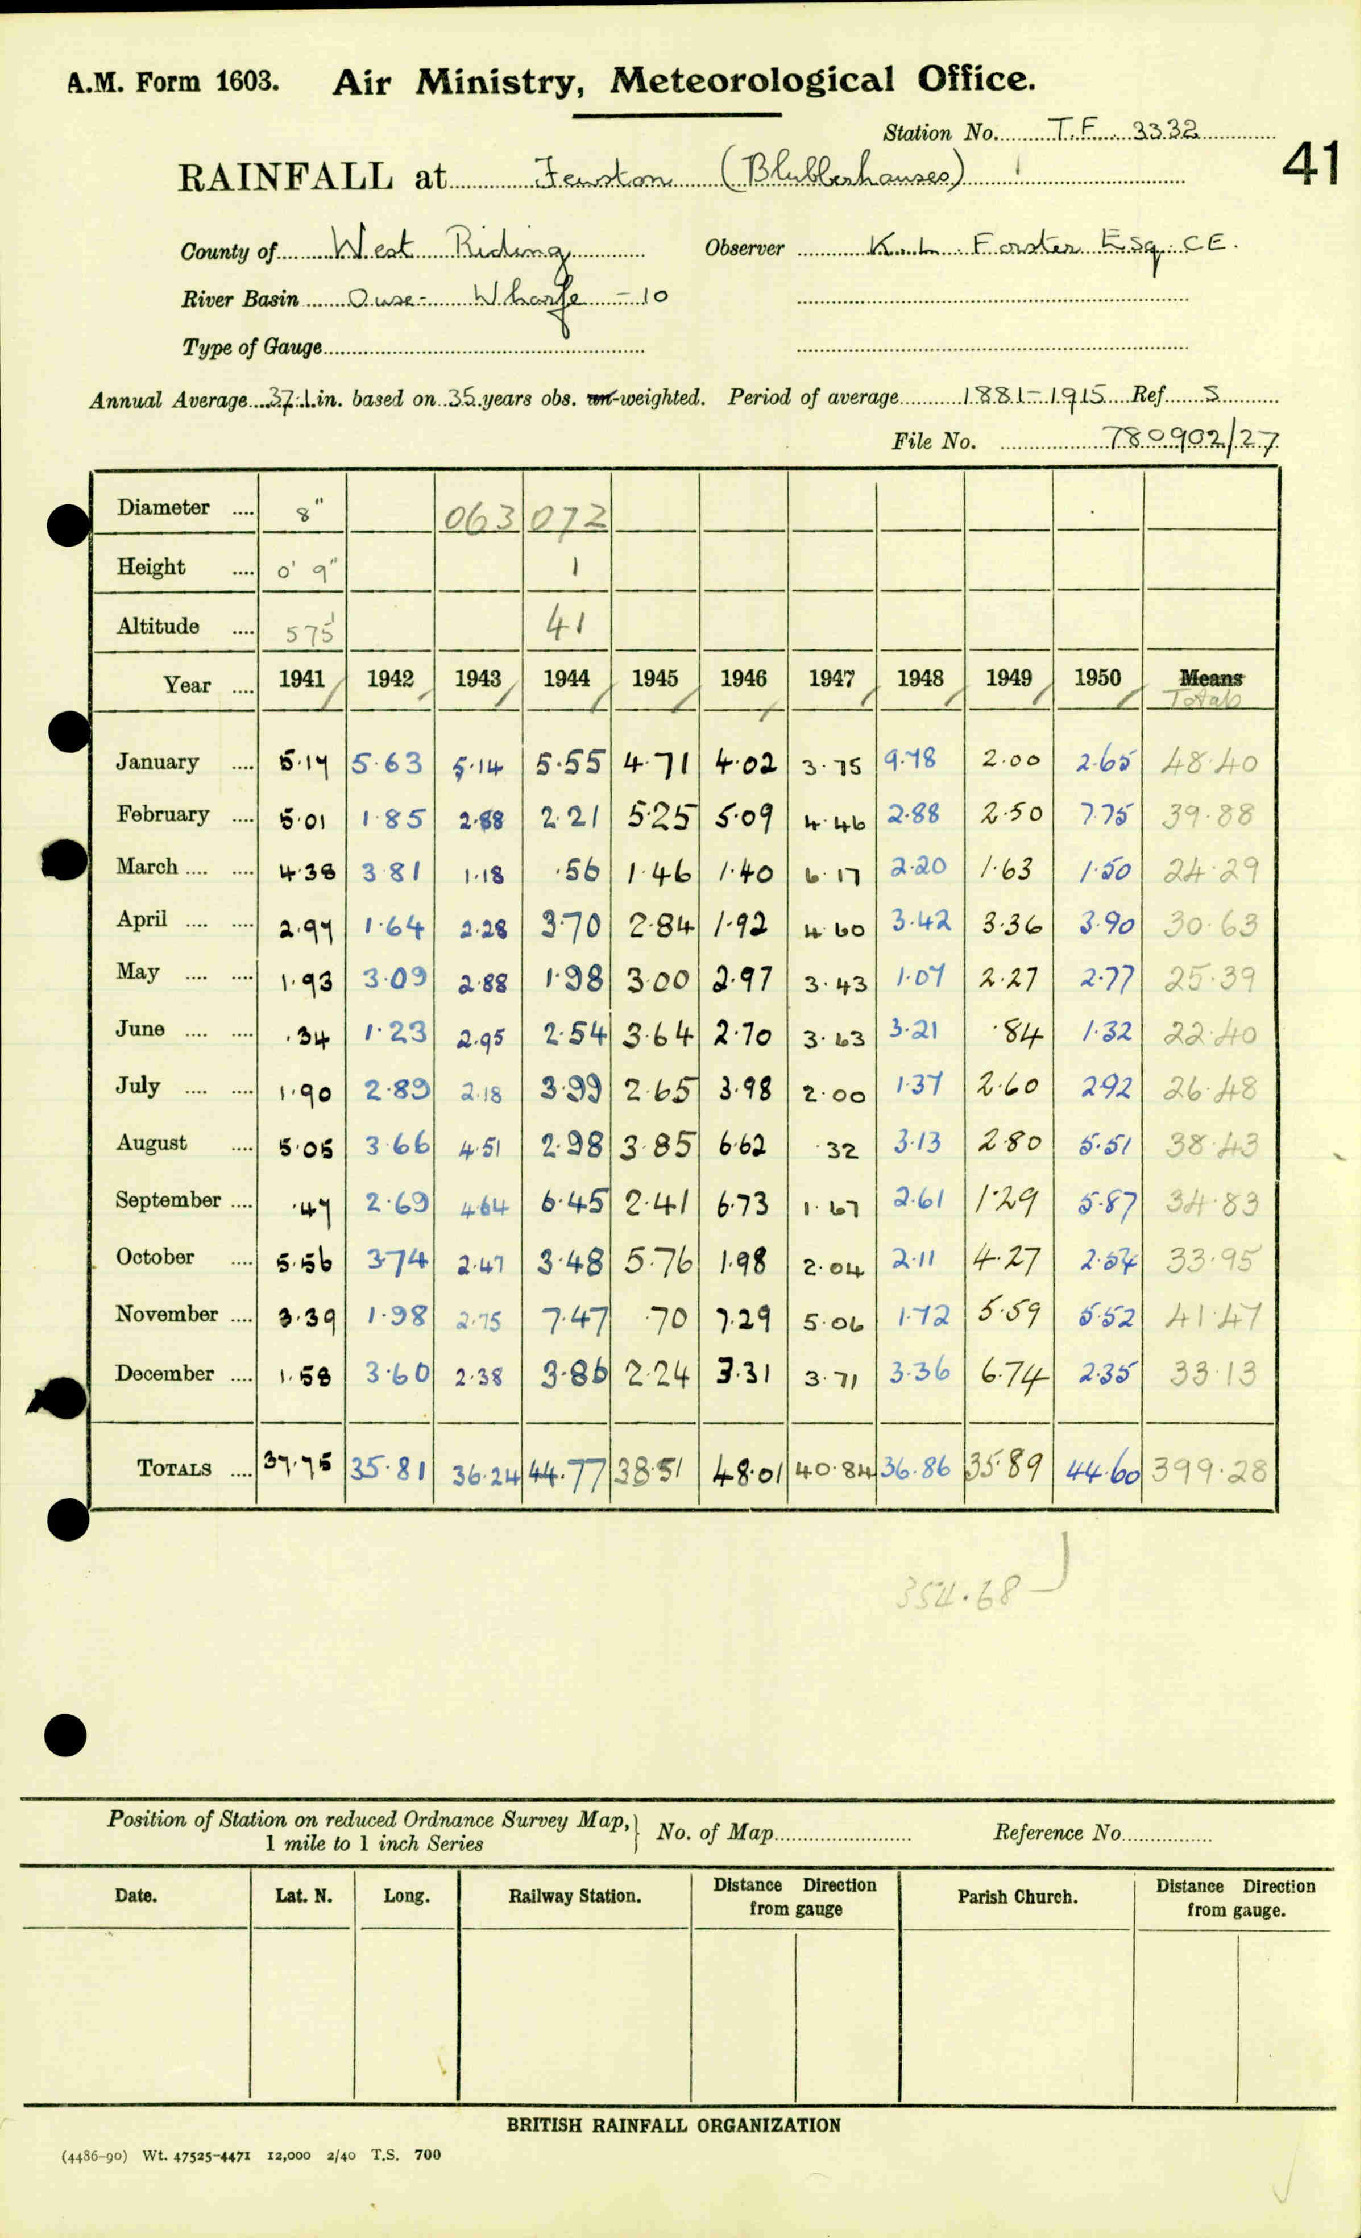 A.M. Form 1603. Air Ministry, Meteorological Office.
Station No. T.F. 3332
41
RAINFALL at Fewston (Blubberhouses)
County of West Riding Observer K. L. Forster Esq. C E.
River Basin Ouse - Wharfe - 10
Type of Gauge
Annual Average 37.1 in. based on 35 years obs. un-weighted. Period of average 1881-1915 Ref. S
File No. 780902/27
Diameter .... 8" 063 072
Height .... 0' 9" 1
Altitude .... 575' 41
Year .... 1941 1942 1943 1944 1945 1946 1947 1948 1949 1950 Means
Totals
January .... 5.17 5.63 5.14 5.55 4.71 4.02 3.75 9.78 2.00 2.65 48.40
February .... 5.01 1.85 2.88 2.21 5.25 5.09 4.46 2.88 2.50 7.75 39.88
March .... .... 4.38 3.81 1.18 .56 1.46 1.40 6.17 2.20 1.63 1.50 24.29
April .... .... 2.97 1.64 2.28 3.70 2.84 1.92 4.60 3.42 3.36 3.90 30.63
May .... .... 1.93 3.09 2.88 1.98 3.00 2.97 3.43 1.07 2.27 2.77 25.39
June .... .... .34 1.23 2.95 2.54 3.64 2.70 3.63 3.21 .84 1.32 22.40
July .... .... 1.90 2.89 2.18 3.99 2.65 3.98 2.00 1.37 2.60 2.92 26.48
August .... 5.05 3.66 4.51 2.98 3.85 6.62 .32 3.13 2.80 5.51 38.43
September .... .47 2.69 4.64 6.45 2.41 6.73 1.67 2.61 1.29 5.87 34.83
October .... 5.56 3.74 2.47 3.48 5.76 1.98 2.04 2.11 4.27 2.54 33.95
November .... 3.39 1.98 2.75 7.47 .70 7.29 5.06 1.72 5.59 5.52 41.47
December .... 1.58 3.60 2.38 3.86 2.24 3.31 3.71 3.36 6.74 2.35 33.13
TOTALS .... 37.75 35.81 36.24 44.77 38.51 48.01 40.84 36.86 35.89 44.60 399.28
354.68
Position of Station on reduced Ordnance Survey Map, 1 mile to 1 inch Series } No. of Map Reference No.
Date. Lat. N. Long. Railway Station. Distance Direction from gauge Parish Church. Distance Direction from gauge.
BRITISH RAINFALL ORGANIZATION
(4486-90) Wt. 47525-4471 12,000 2/40 T.S. 700